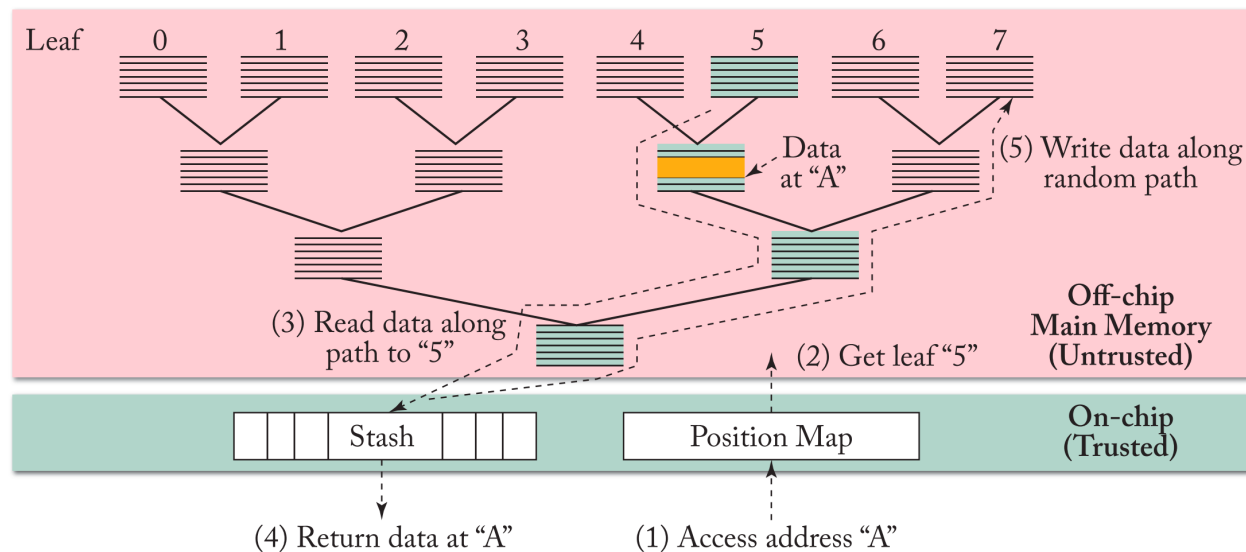 Leaf 0 1 2 3 4 5 6 7
Data
at “A”
(5) Write data along
random path
(3) Read data along
path to “5”
Off-chip
Main Memory
(Untrusted)
(2) Get leaf “5”
Stash
Position Map
On-chip
(Trusted)
(4) Return data at “A”
(1) Access address “A”